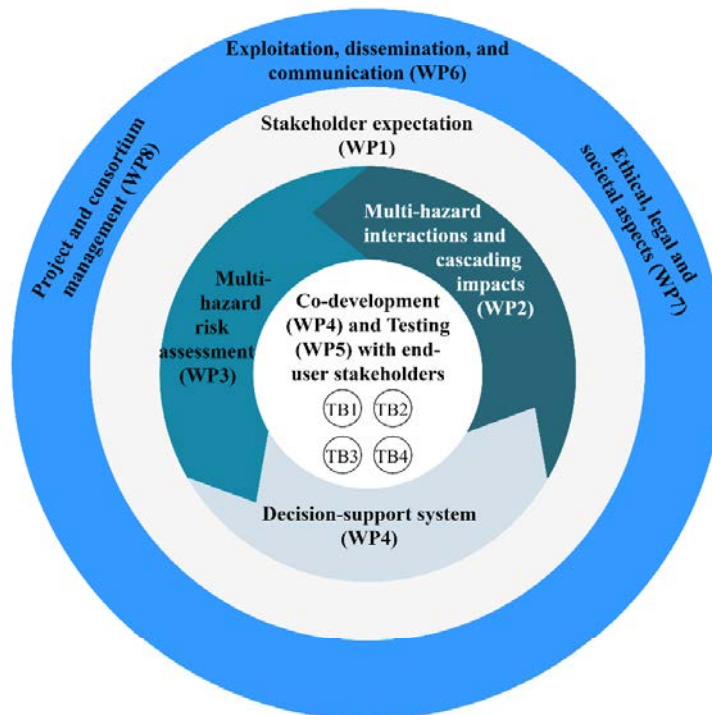 Exploitation, dissemination, and
communication (WP6)
Project and consortium
management (WP8)
Ethical, legal and
societal aspects (WP7)
Stakeholder expectation
(WP1)
Multi-hazard
interactions and
cascading
impacts
(WP2)
Multi-
hazard
risk
assessment
(WP3)
Co-development
(WP4) and Testing
(WP5) with end-
user stakeholders
TB1 TB2
TB3 TB4
Decision-support system
(WP4)